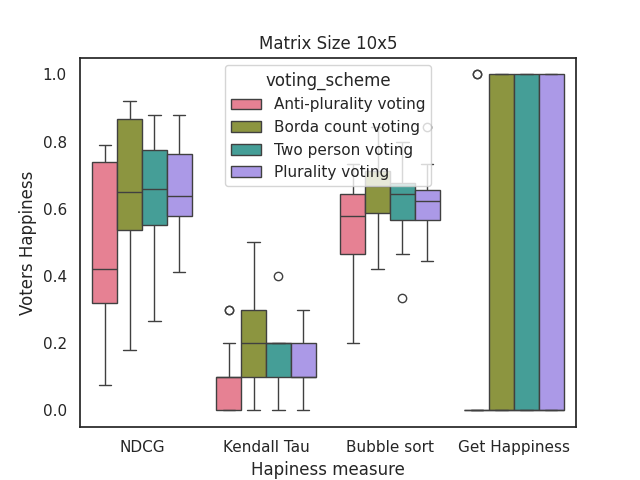 Matrix Size 10x5
voting_scheme
Anti-plurality voting
Borda count voting
Two person voting
Plurality voting
Voters Happiness
1.0
0.8
0.6
0.4
0.2
0.0
NDCG
Kendall Tau
Bubble sort
Get Happiness
Hapiness measure